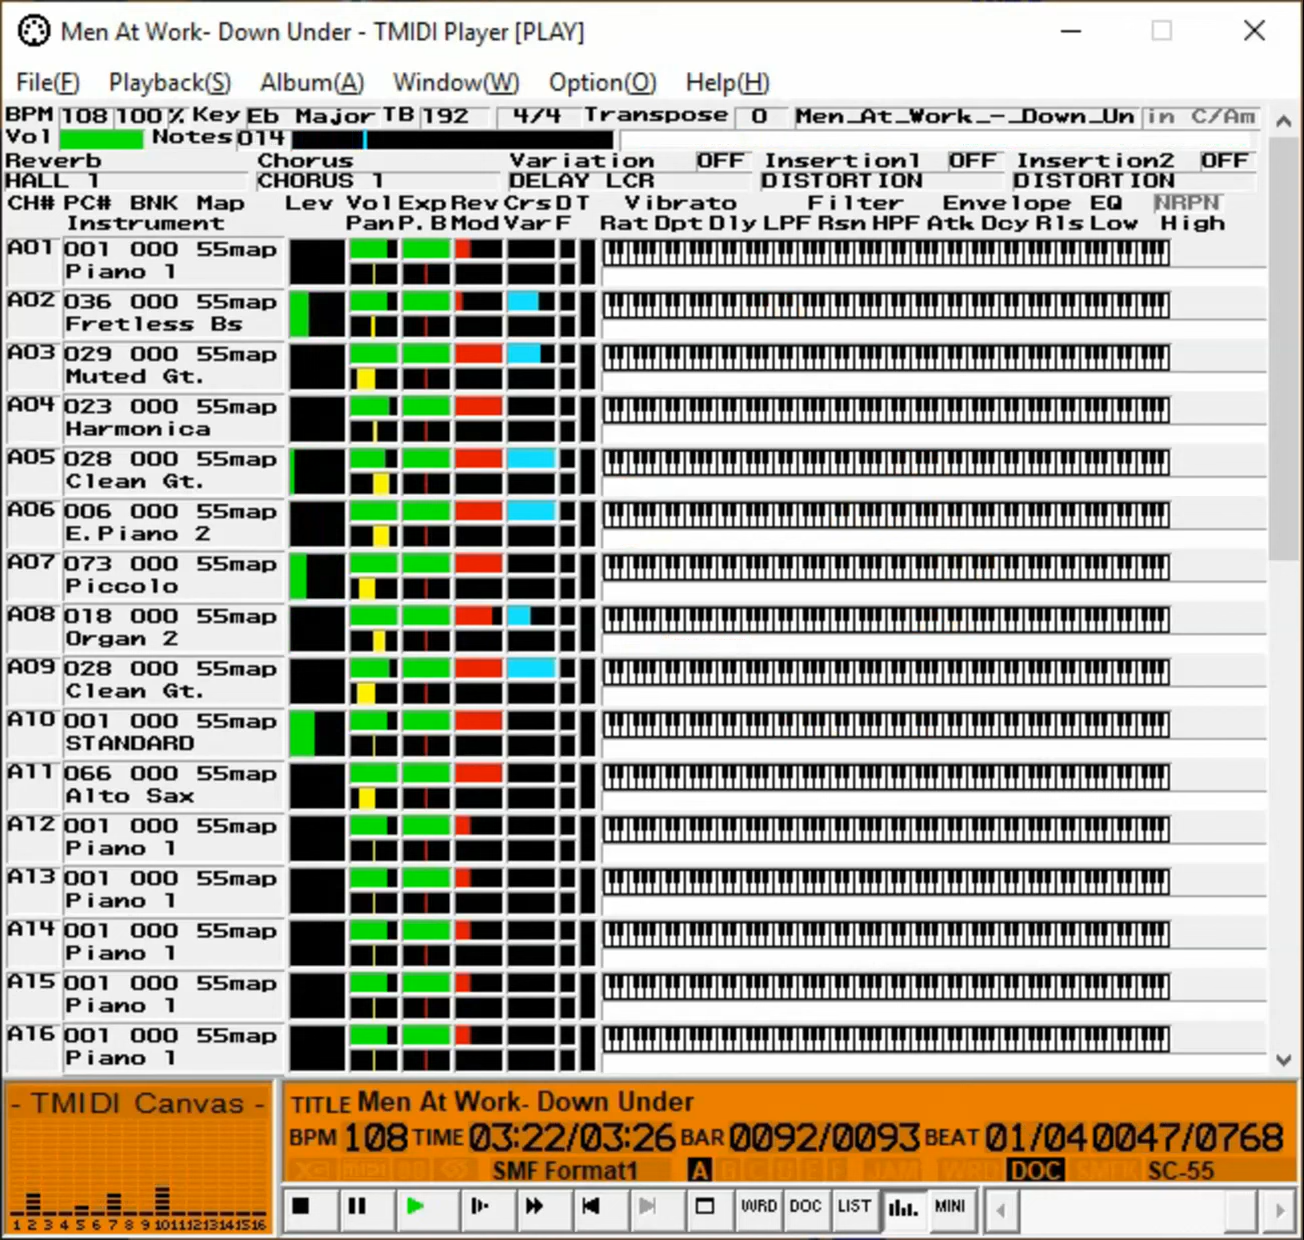 Men At Work- Down Under - TMIDI Player [PLAY]
File(F) Playback(S) Album(A) Window(W) Option(O) Help(H)
BPM 108 100 % Key Eb Major TB 192 4/4 Transpose 0 Men_At_Work_-_Down_Un in C/Am
Vol Notes 014
Reverb Chorus Variation OFF Insertion1 OFF Insertion2 OFF
HALL 1 CHORUS 1 DELAY LCR DISTORTION DISTORTION
CH# PC# BNK Map Lev Vol Exp Rev Crs DT Vibrato Filter Envelope EQ NRPN
Instrument Pan P.B Mod Var F Rat Dpt Dly LPF Rsn HPF Atk Dcy Rls Low High
A01 001 000 55map
Piano 1
A02 036 000 55map
Fretless Bs
A03 029 000 55map
Muted Gt.
A04 023 000 55map
Harmonica
A05 028 000 55map
Clean Gt.
A06 006 000 55map
E.Piano 2
A07 073 000 55map
Piccolo
A08 018 000 55map
Organ 2
A09 028 000 55map
Clean Gt.
A10 001 000 55map
STANDARD
A11 066 000 55map
Alto Sax
A12 001 000 55map
Piano 1
A13 001 000 55map
Piano 1
A14 001 000 55map
Piano 1
A15 001 000 55map
Piano 1
A16 001 000 55map
Piano 1
- TMIDI Canvas -
1 2 3 4 5 6 7 8 9 10 11 12 13 14 15 16
TITLE Men At Work- Down Under
BPM 108 TIME 03:22/03:26 BAR 0092/0093 BEAT 01/04 0047/0768
SMF Format1 A DOC SC-55
WRD DOC LIST MINI